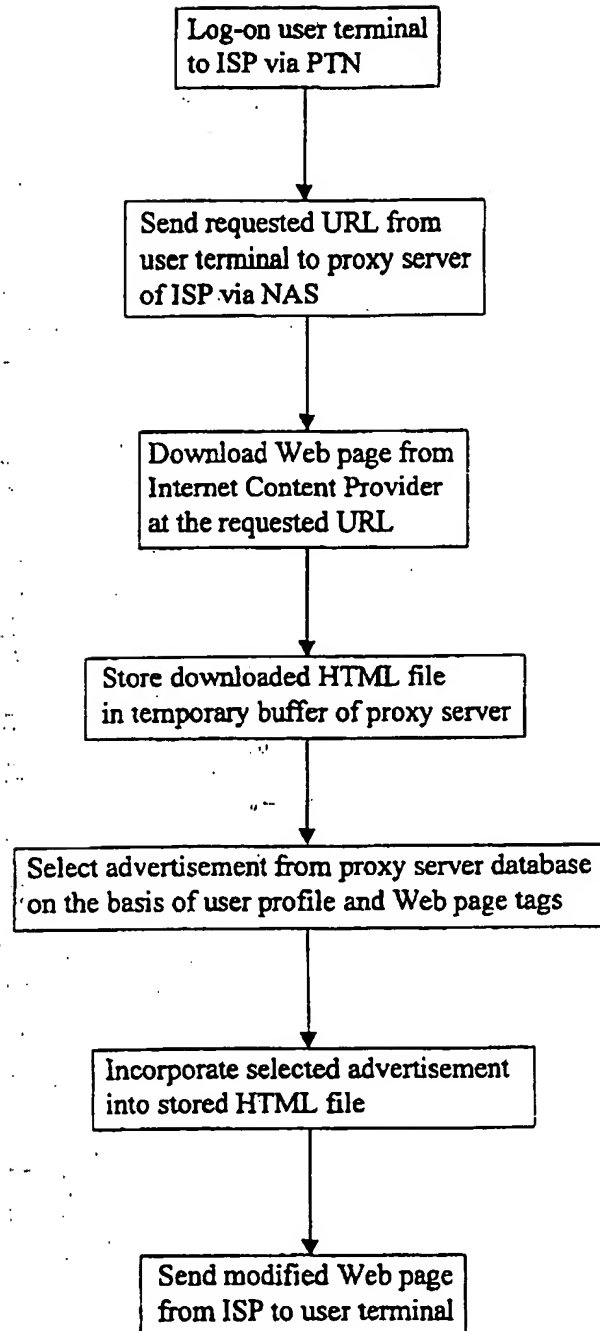 Log-on user terminal
to ISP via PTN
Send requested URL from
user terminal to proxy server
of ISP via NAS
Download Web page from
Internet Content Provider
at the requested URL
Store downloaded HTML file
in temporary buffer of proxy server
Select advertisement from proxy server database
on the basis of user profile and Web page tags
Incorporate selected advertisement
into stored HTML file
Send modified Web page
from ISP to user terminal